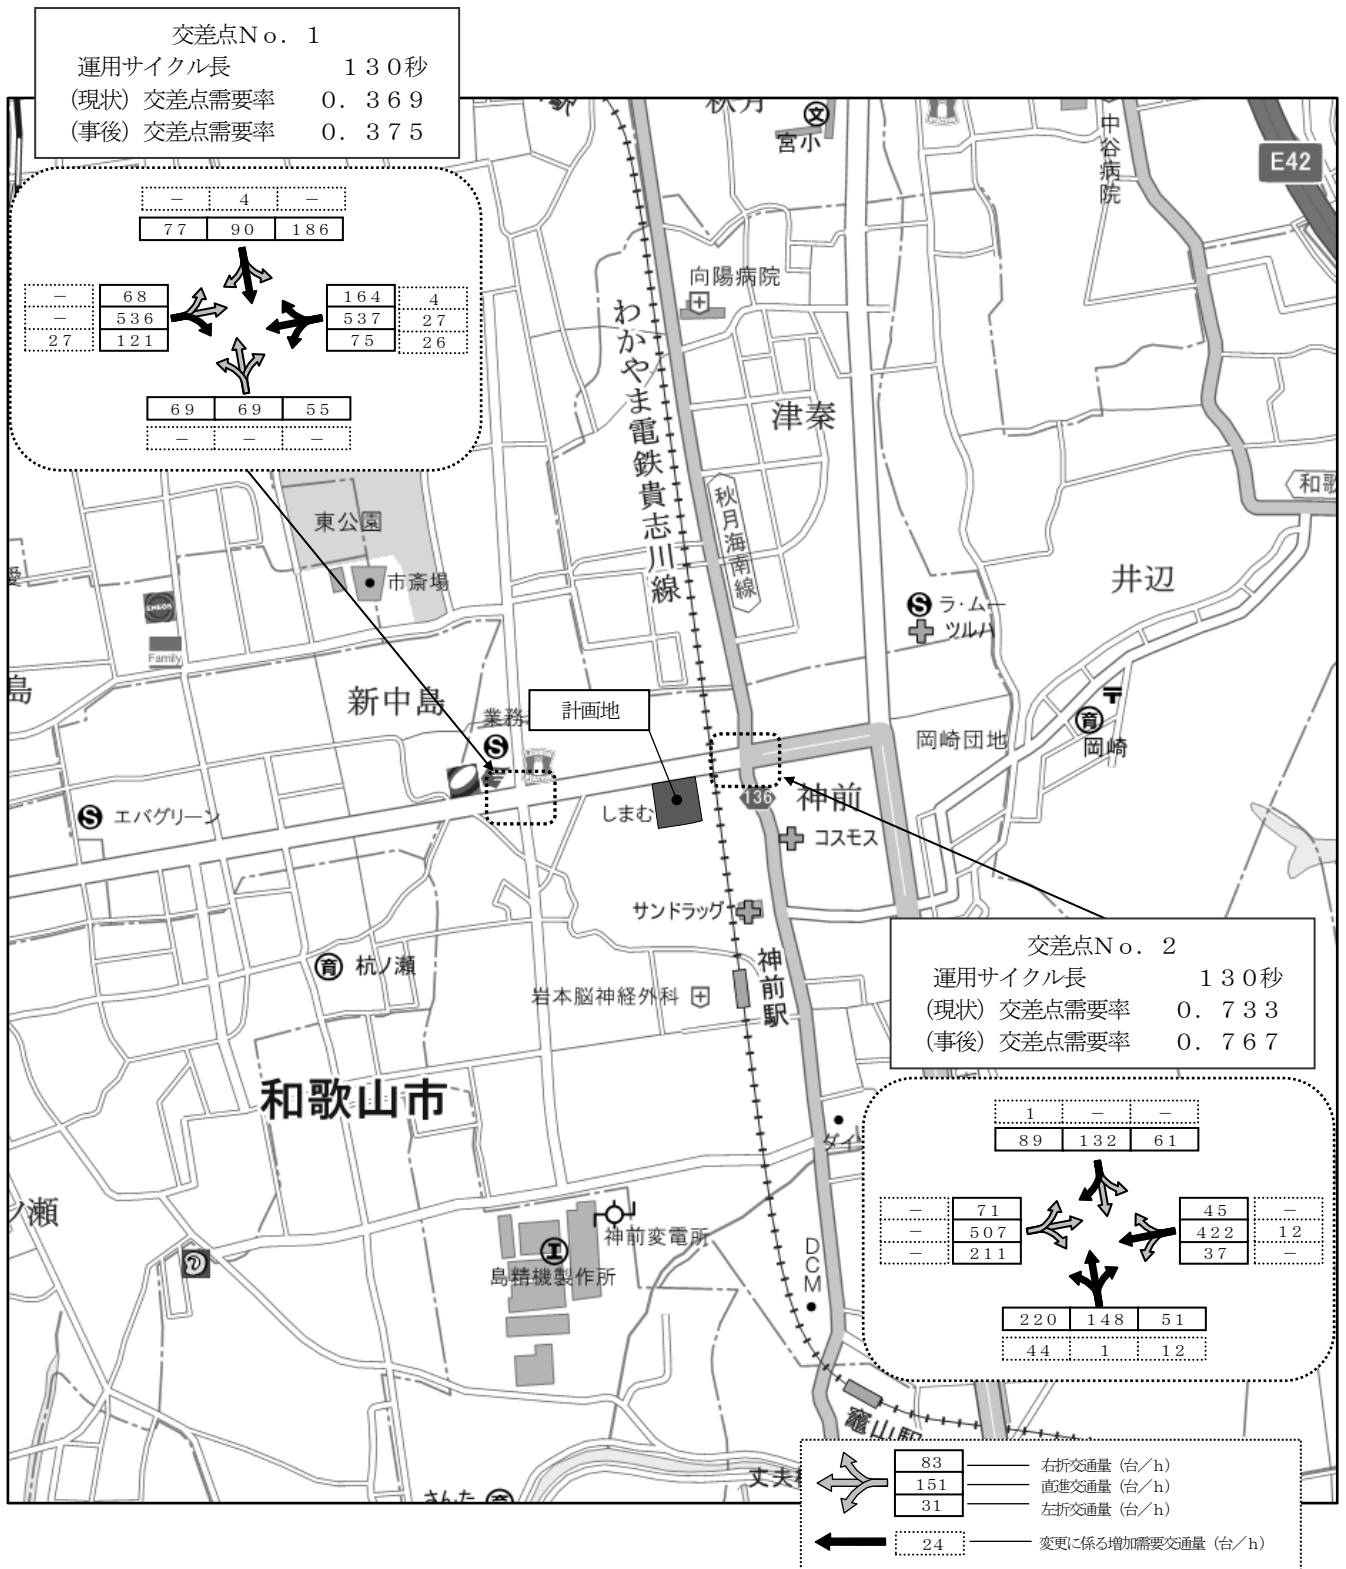 交差点Ｎｏ．１
運用サイクル長　１３０秒
（現状）交差点需要率　０．３６９
（事後）交差点需要率　０．３７５
－　４　－
７７　９０　１８６
－　６８
－　５３６
２７　１２１
１６４　４
５３７　２７
７５　２６
６９　６９　５５
－　－　－
秋月
宮小
中谷病院
E42
向陽病院
わかやま電鉄貴志川線
津秦
秋月海南線
和歌
東公園
市斎場
井辺
ラ・ムー
ツルハ
ENEOS
Family
島
新中島
業務
計画地
岡崎団地
岡崎
エバグリーン
しまむ
136
神前
コスモス
サンドラッグ
杭ノ瀬
神前駅
岩本脳神経外科
交差点Ｎｏ．２
運用サイクル長　１３０秒
（現状）交差点需要率　０．７３３
（事後）交差点需要率　０．７６７
和歌山市
１　－　－
８９　１３２　６１
－　７１
－　５０７
－　２１１
４５　－
４２２　１２
３７　－
２２０　１４８　５１
４４　１　１２
ダイ
ノ瀬
神前変電所
島精機製作所
DCM
竈山駅
さんた
丈夫
83　右折交通量（台／ｈ）
151　直進交通量（台／ｈ）
31　左折交通量（台／ｈ）
24　変更に係る増加需要交通量（台／ｈ）